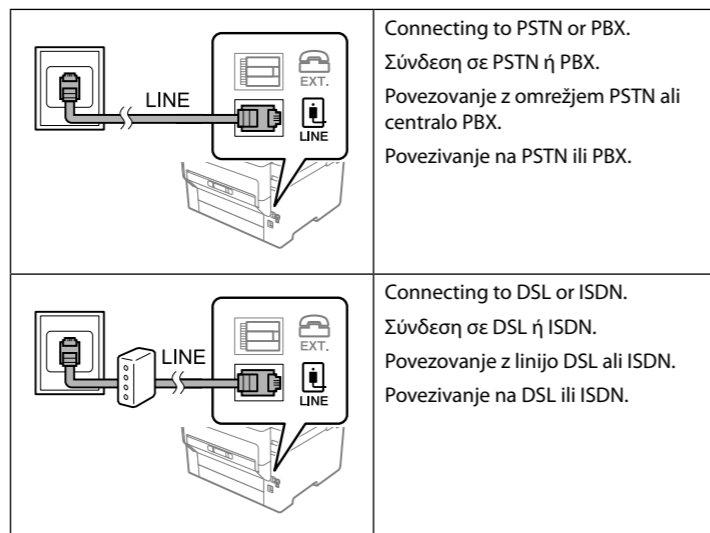 LINE
EXT.
LINE
Connecting to PSTN or PBX.
Σύνδεση σε PSTN ή PBX.
Povezovanje z omrežjem PSTN ali
centralo PBX.
Povezivanje na PSTN ili PBX.
LINE
EXT.
LINE
Connecting to DSL or ISDN.
Σύνδεση σε DSL ή ISDN.
Povezovanje z linijo DSL ali ISDN.
Povezivanje na DSL ili ISDN.